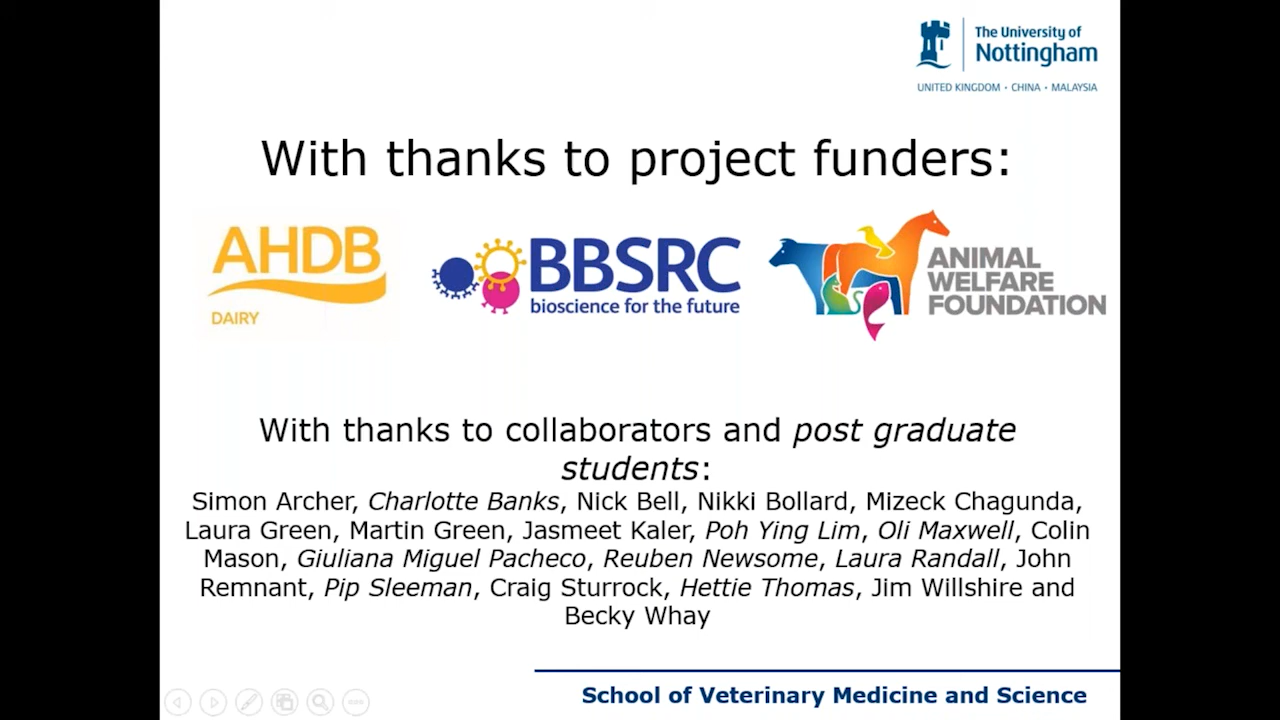 The University of
Nottingham
UNITED KINGDOM · CHINA · MALAYSIA
With thanks to project funders:
AHDB
DAIRY
BBSRC
bioscience for the future
ANIMAL
WELFARE
FOUNDATION
With thanks to collaborators and post graduate
students:
Simon Archer, Charlotte Banks, Nick Bell, Nikki Bollard, Mizeck Chagunda,
Laura Green, Martin Green, Jasmeet Kaler, Poh Ying Lim, Oli Maxwell, Colin
Mason, Giuliana Miguel Pacheco, Reuben Newsome, Laura Randall, John
Remnant, Pip Sleeman, Craig Sturrock, Hettie Thomas, Jim Willshire and
Becky Whay
School of Veterinary Medicine and Science